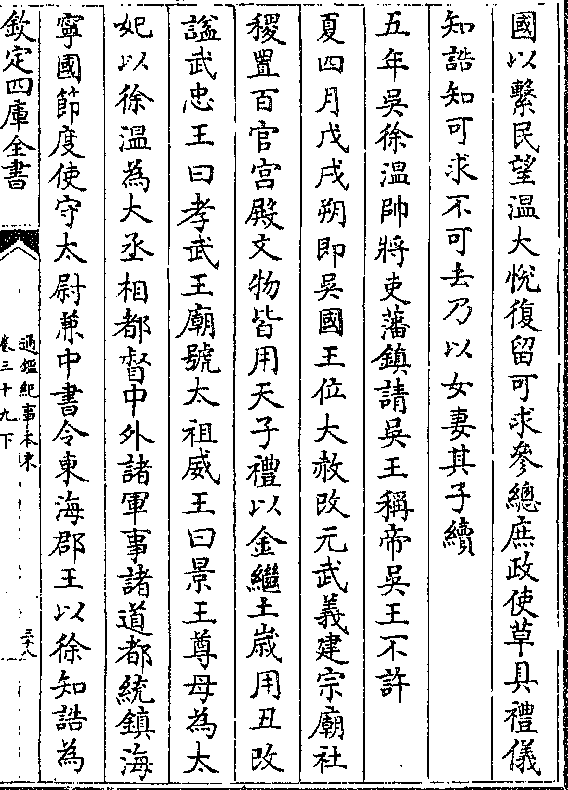 國以繫民望溫大悅復留可求參總庶政使草具禮儀
知誥知可求不可去乃以女妻其子續
五年吳徐溫帥將吏藩鎮請吳王稱帝吳王不許
夏四月戊戌朔即吳國王位大赦改元武義建宗廟社
稷置百官宮殿文物皆用天子禮以金繼土歲用丑改
謚武忠王曰孝武王廟號太祖威王曰景王尊母為太
妃以徐溫為大丞相都督中外諸軍事諸道都統鎮海
寧國節度使守太尉兼中書令東海郡王以徐知誥為
欽定四庫全書
通鑑紀事本末
卷三十九下
三十八